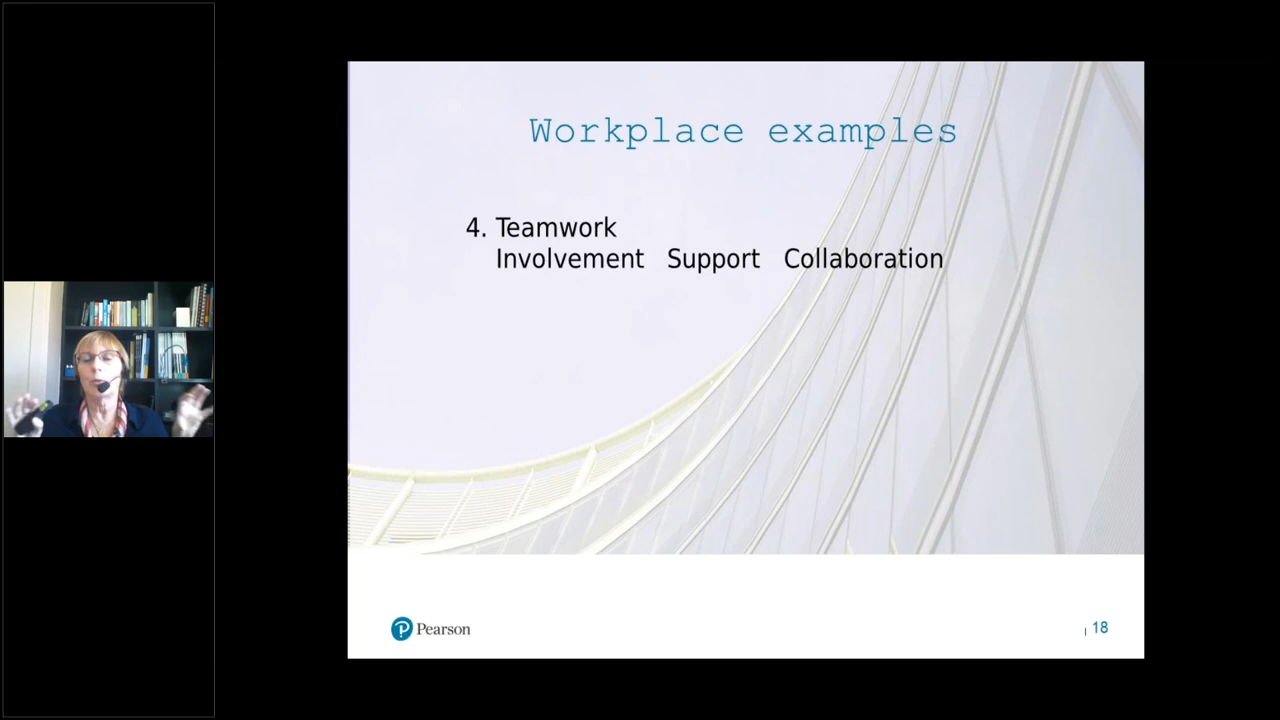 Workplace examples
4. Teamwork
Involvement Support Collaboration
Pearson
18